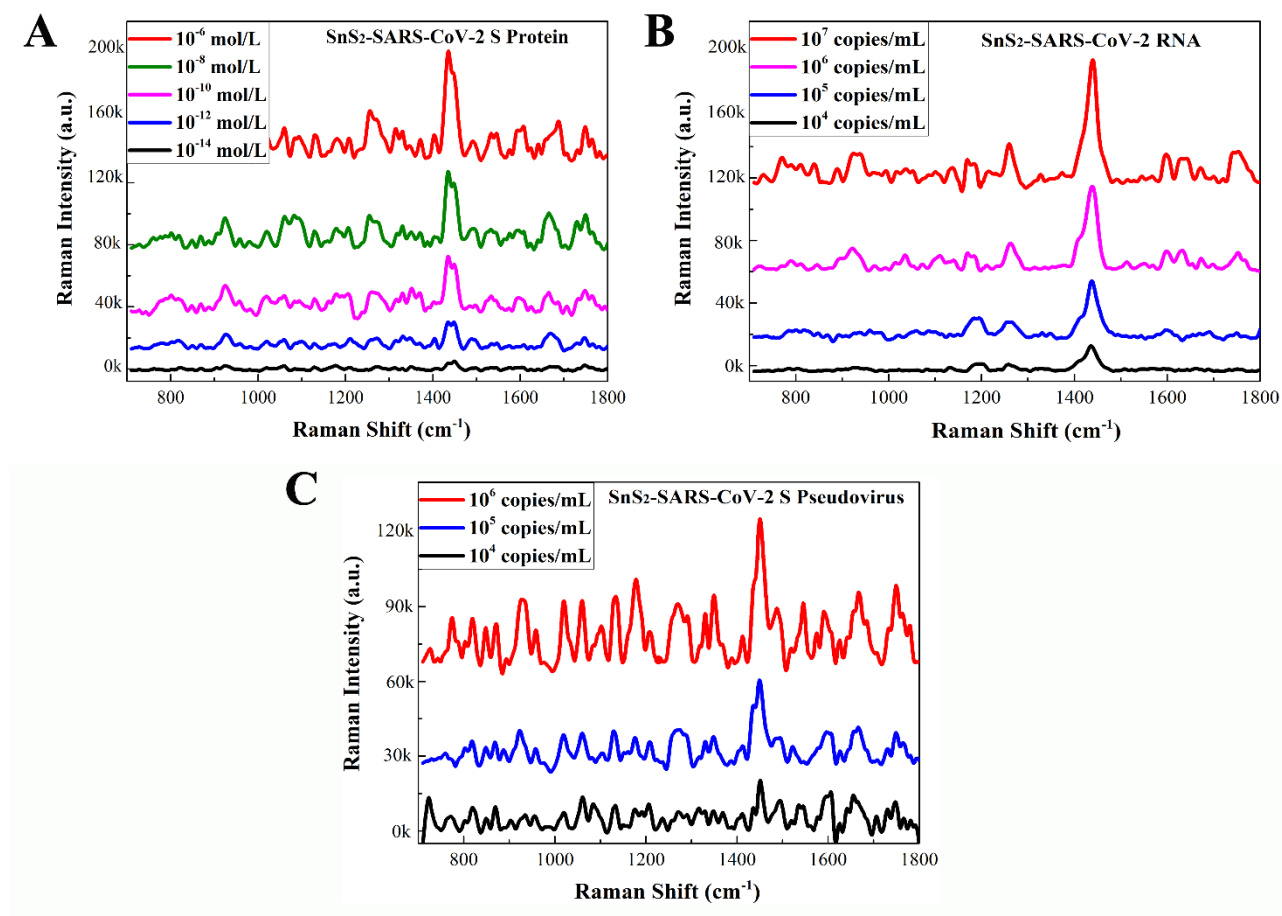 A
SnS₂-SARS-CoV-2 S Protein
10⁻⁶ mol/L
10⁻⁸ mol/L
10⁻¹⁰ mol/L
10⁻¹² mol/L
10⁻¹⁴ mol/L
200k
160k
120k
80k
40k
0k
Raman Intensity (a.u.)
800 1000 1200 1400 1600 1800
Raman Shift (cm⁻¹)
B
SnS₂-SARS-CoV-2 RNA
10⁷ copies/mL
10⁶ copies/mL
10⁵ copies/mL
10⁴ copies/mL
200k
160k
120k
80k
40k
0k
Raman Intensity (a.u.)
800 1000 1200 1400 1600 1800
Raman Shift (cm⁻¹)
C
SnS₂-SARS-CoV-2 S Pseudovirus
10⁶ copies/mL
10⁵ copies/mL
10⁴ copies/mL
120k
90k
60k
30k
0k
Raman Intensity (a.u.)
800 1000 1200 1400 1600 1800
Raman Shift (cm⁻¹)